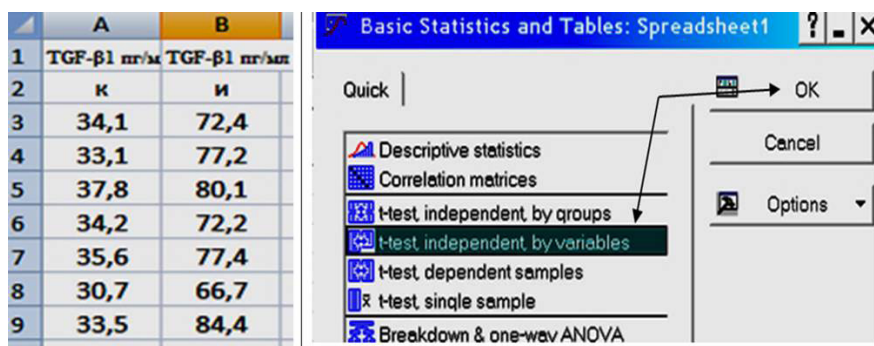 A B
1 TGF-β1 пг/м TGF-β1 пг/мл
2 к и
3 34,1 72,4
4 33,1 77,2
5 37,8 80,1
6 34,2 72,2
7 35,6 77,4
8 30,7 66,7
9 33,5 84,4
Basic Statistics and Tables: Spreadsheet1
Quick
OK
Descriptive statistics
Cancel
Correlation matrices
t-test, independent, by groups
Options
t-test, independent, by variables
t-test, dependent samples
t-test, single sample
Breakdown & one-way ANOVA